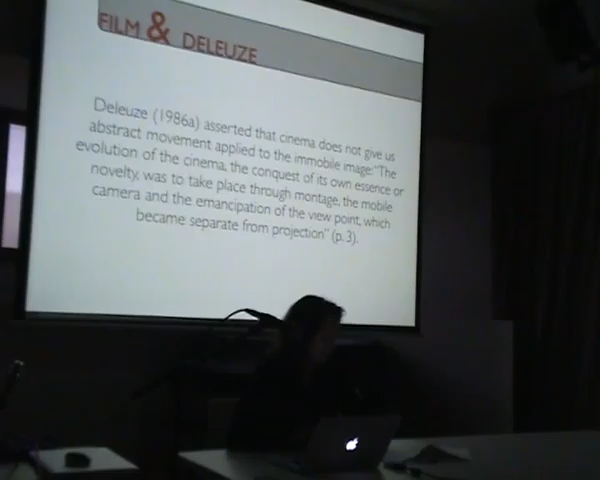 FILM & DELEUZE
Deleuze (1986a) asserted that cinema does not give us
abstract movement applied to the immobile image: "The
evolution of the cinema, the conquest of its own essence or
novelty, was to take place through montage, the mobile
camera and the emancipation of the view point, which
became separate from projection" (p. 3).